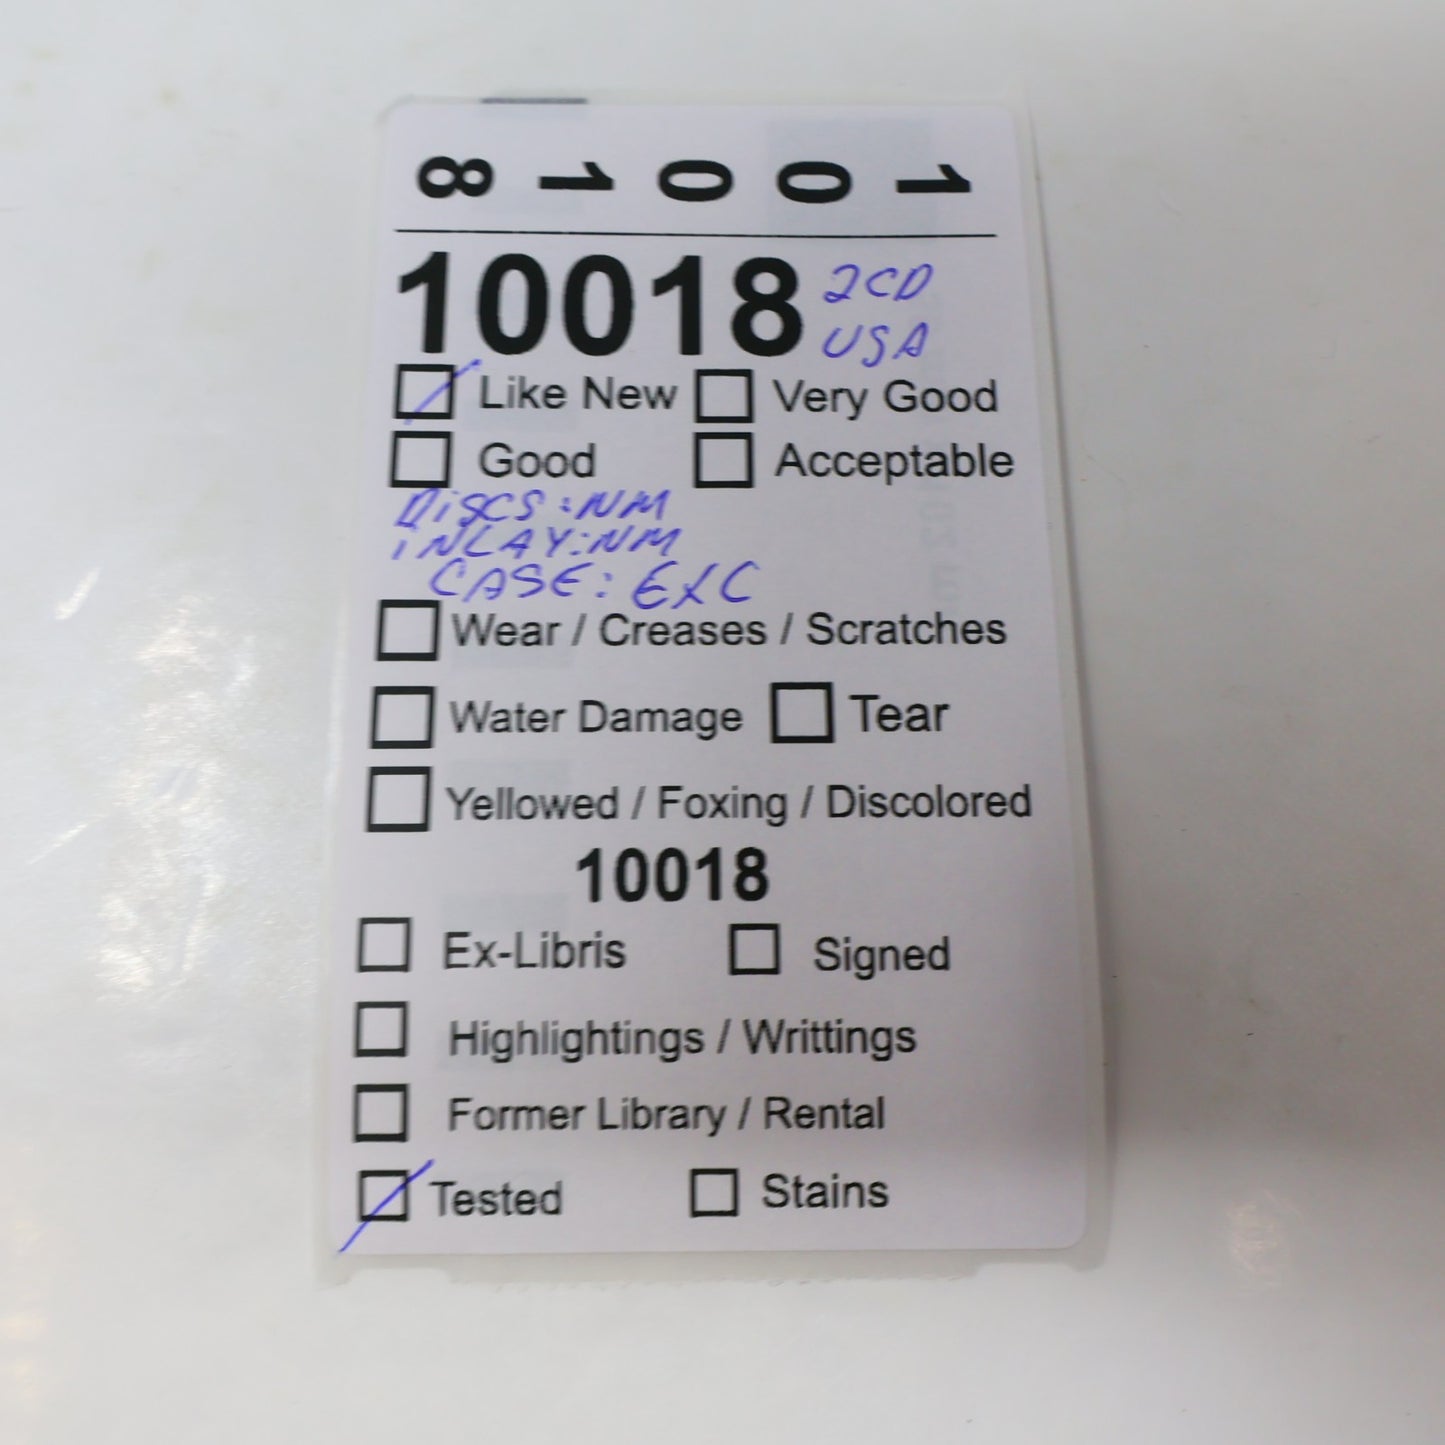 10018
10018 2CD
USA
Like New Very Good
Good Acceptable
DiSCS: NM
iNLAY: NM
CASE: EXC
Wear / Creases / Scratches
Water Damage Tear
Yellowed / Foxing / Discolored
10018
Ex-Libris Signed
Highlightings / Writtings
Former Library / Rental
Tested Stains